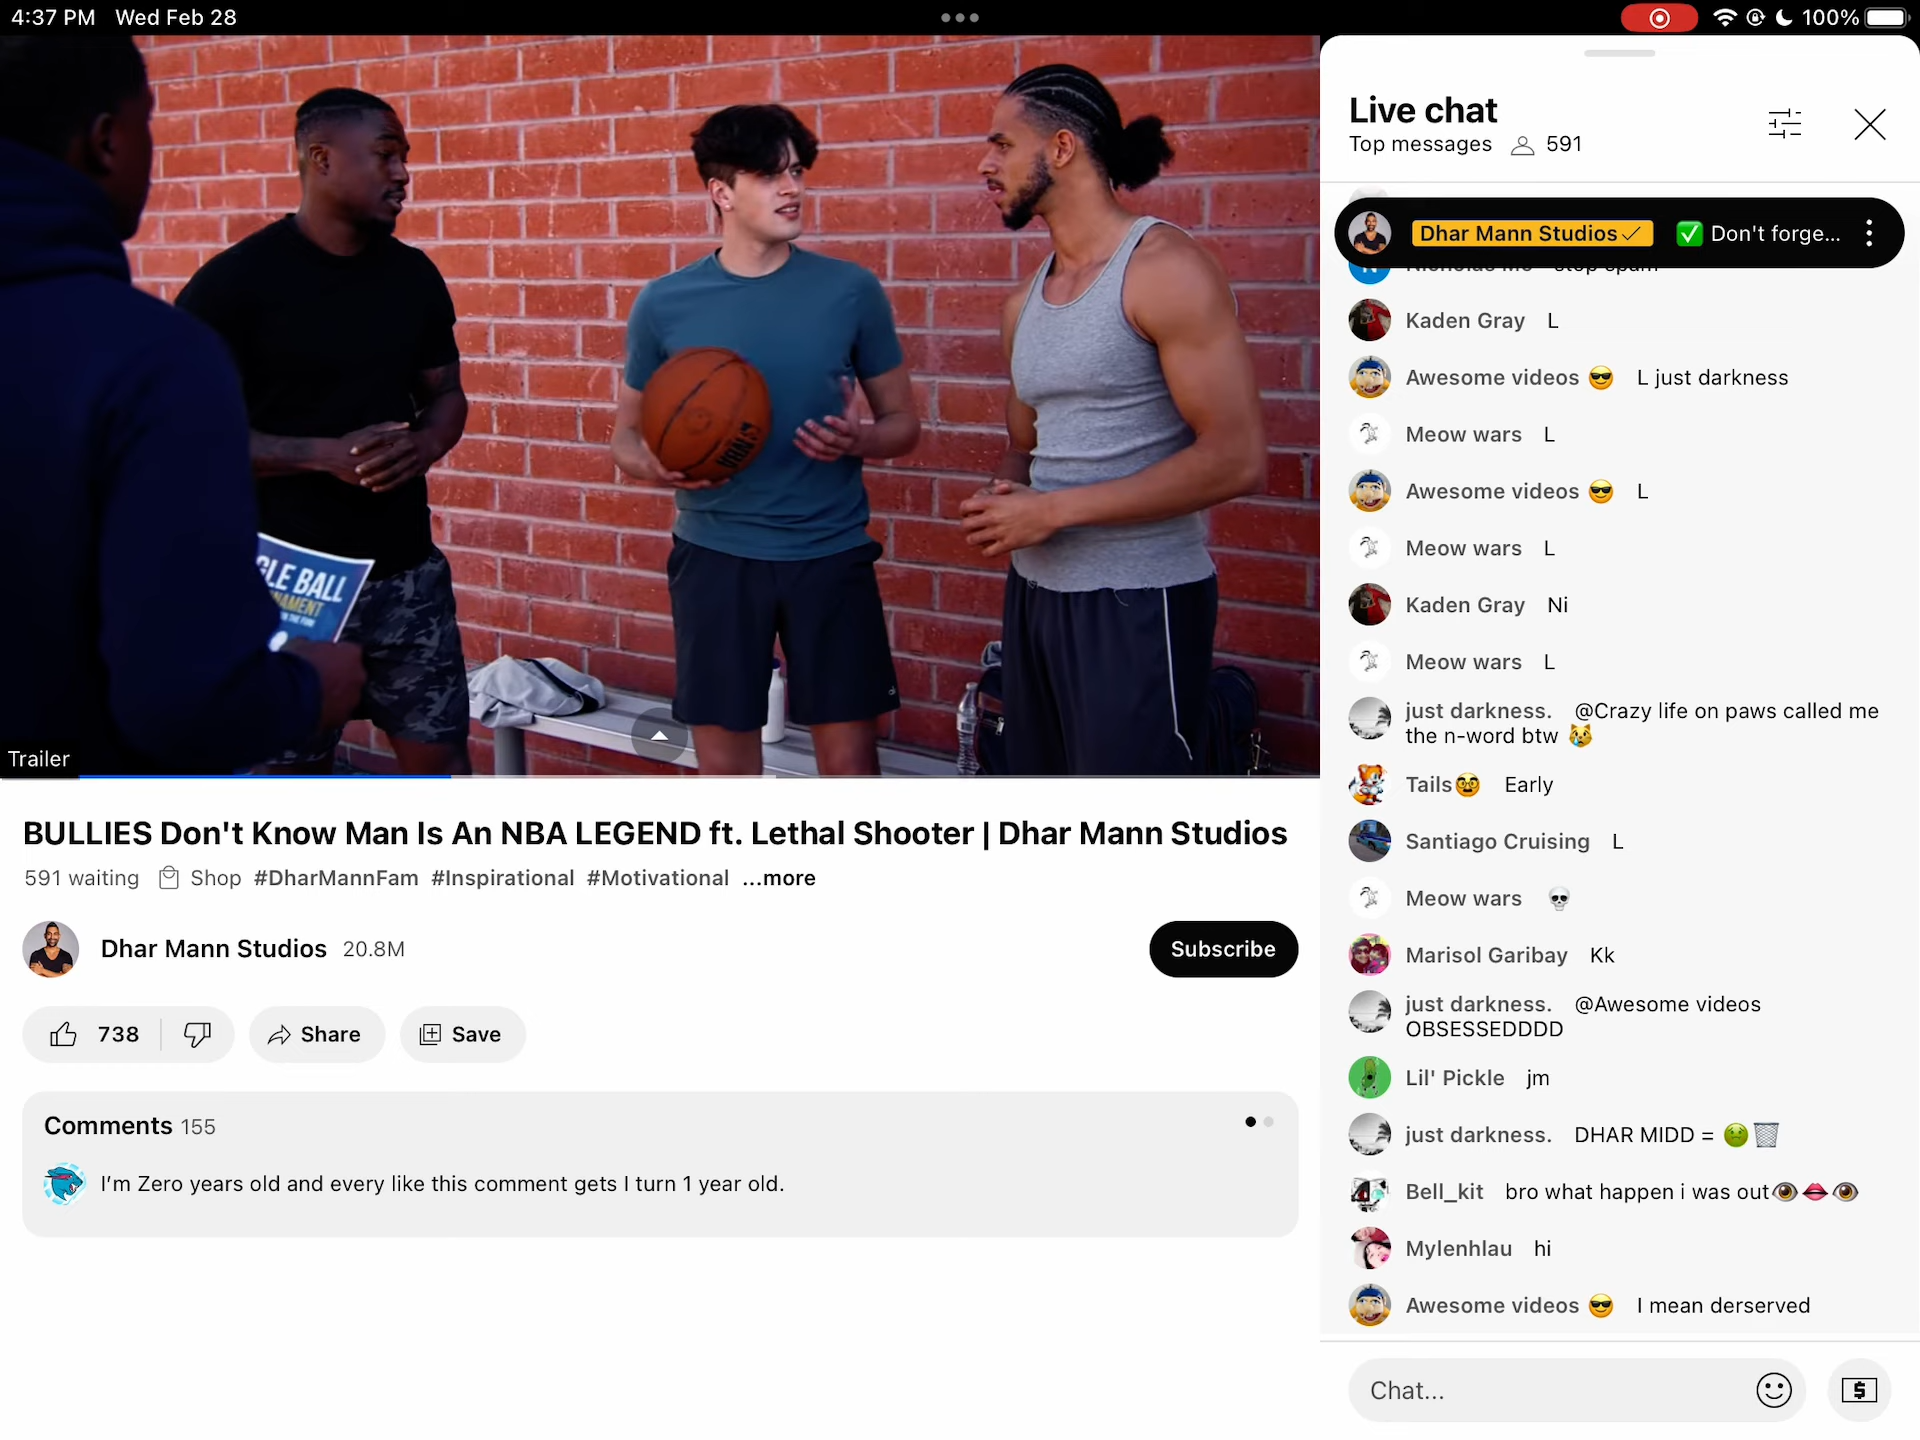 4:37 PM Wed Feb 28
100%
GLE BALL
NAMENT
NBA
Trailer
BULLIES Don't Know Man Is An NBA LEGEND ft. Lethal Shooter | Dhar Mann Studios
591 waiting Shop #DharMannFam #Inspirational #Motivational ...more
Dhar Mann Studios 20.8M
Subscribe
738
Share
Save
Comments 155
I'm Zero years old and every like this comment gets I turn 1 year old.
Live chat
Top messages 591
Dhar Mann Studios ✓ ✅ Don't forge...
Kaden Gray L
Awesome videos 😎 L just darkness
Meow wars L
Awesome videos 😎 L
Meow wars L
Kaden Gray Ni
Meow wars L
just darkness. @Crazy life on paws called me
the n-word btw 😿
Tails🥸 Early
Santiago Cruising L
Meow wars 💀
Marisol Garibay Kk
just darkness. @Awesome videos
OBSESSEDDDD
Lil' Pickle jm
just darkness. DHAR MIDD = 🤢🗑️
Bell_kit bro what happen i was out👁️👄👁️
Mylenhlau hi
Awesome videos 😎 I mean derserved
Chat...